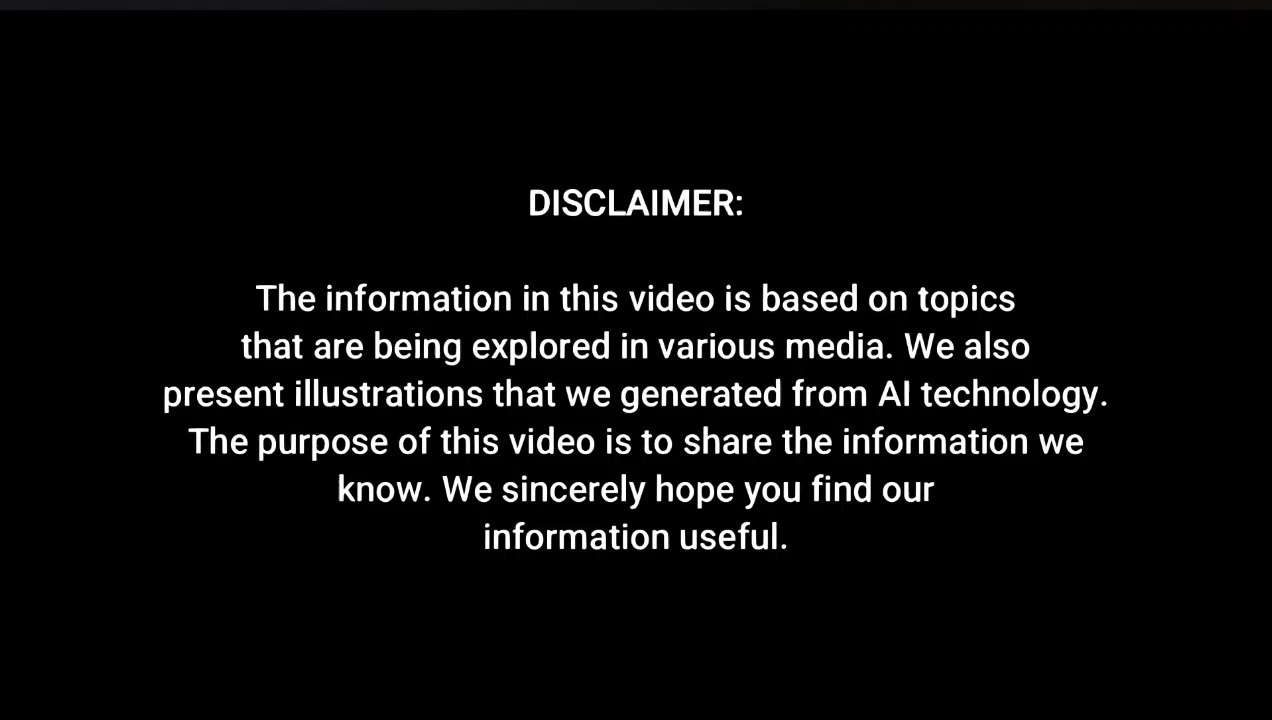 DISCLAIMER:
The information in this video is based on topics
that are being explored in various media. We also
present illustrations that we generated from AI technology.
The purpose of this video is to share the information we
know. We sincerely hope you find our
information useful.